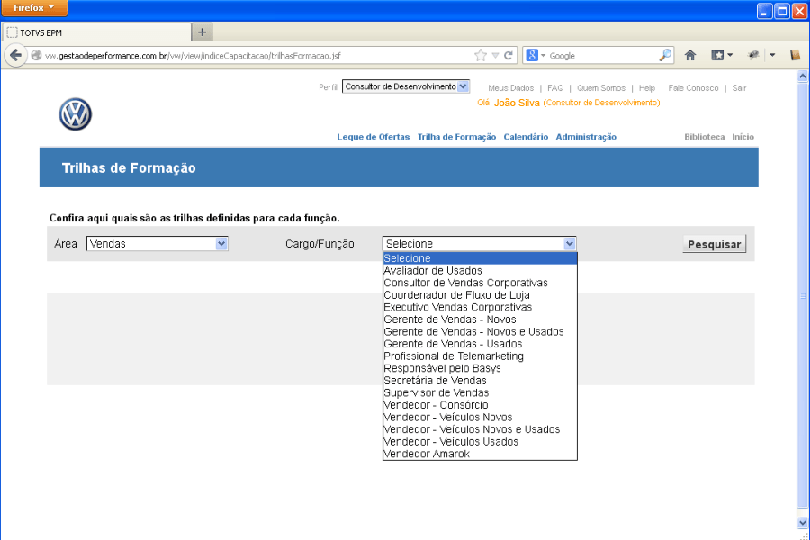 Firefox
TOTVS EPM
vw.gestaodeperformance.com.br/vw/view/indiceCapacitacao/trilhasFormacao.jsf
Google
Perfil Consultor de Desenvolvimento Meus Dados | FAQ | Quem Somos | Help Fale Conosco | Sair
Olá João Silva (Consultor de Desenvolvimento)
Leque de Ofertas Trilha de Formação Calendário Administração Biblioteca Início
Trilhas de Formação
Confira aqui quais são as trilhas definidas para cada função.
Área Vendas Cargo/Função Selecione Pesquisar
Selecione
Avaliador de Usados
Consultor de Vendas Corporativas
Coordenador de Fluxo de Loja
Executivo Vendas Corporativas
Gerente de Vendas - Novos
Gerente de Vendas - Novos e Usados
Gerente de Vendas - Usados
Profissional de Telemarketing
Responsável pelo Basys
Secretária de Vendas
Supervisor de Vendas
Vendedor - Consórcio
Vendedor - Veículos Novos
Vendedor - Veículos Novos e Usados
Vendedor - Veículos Usados
Vendedor Amarok